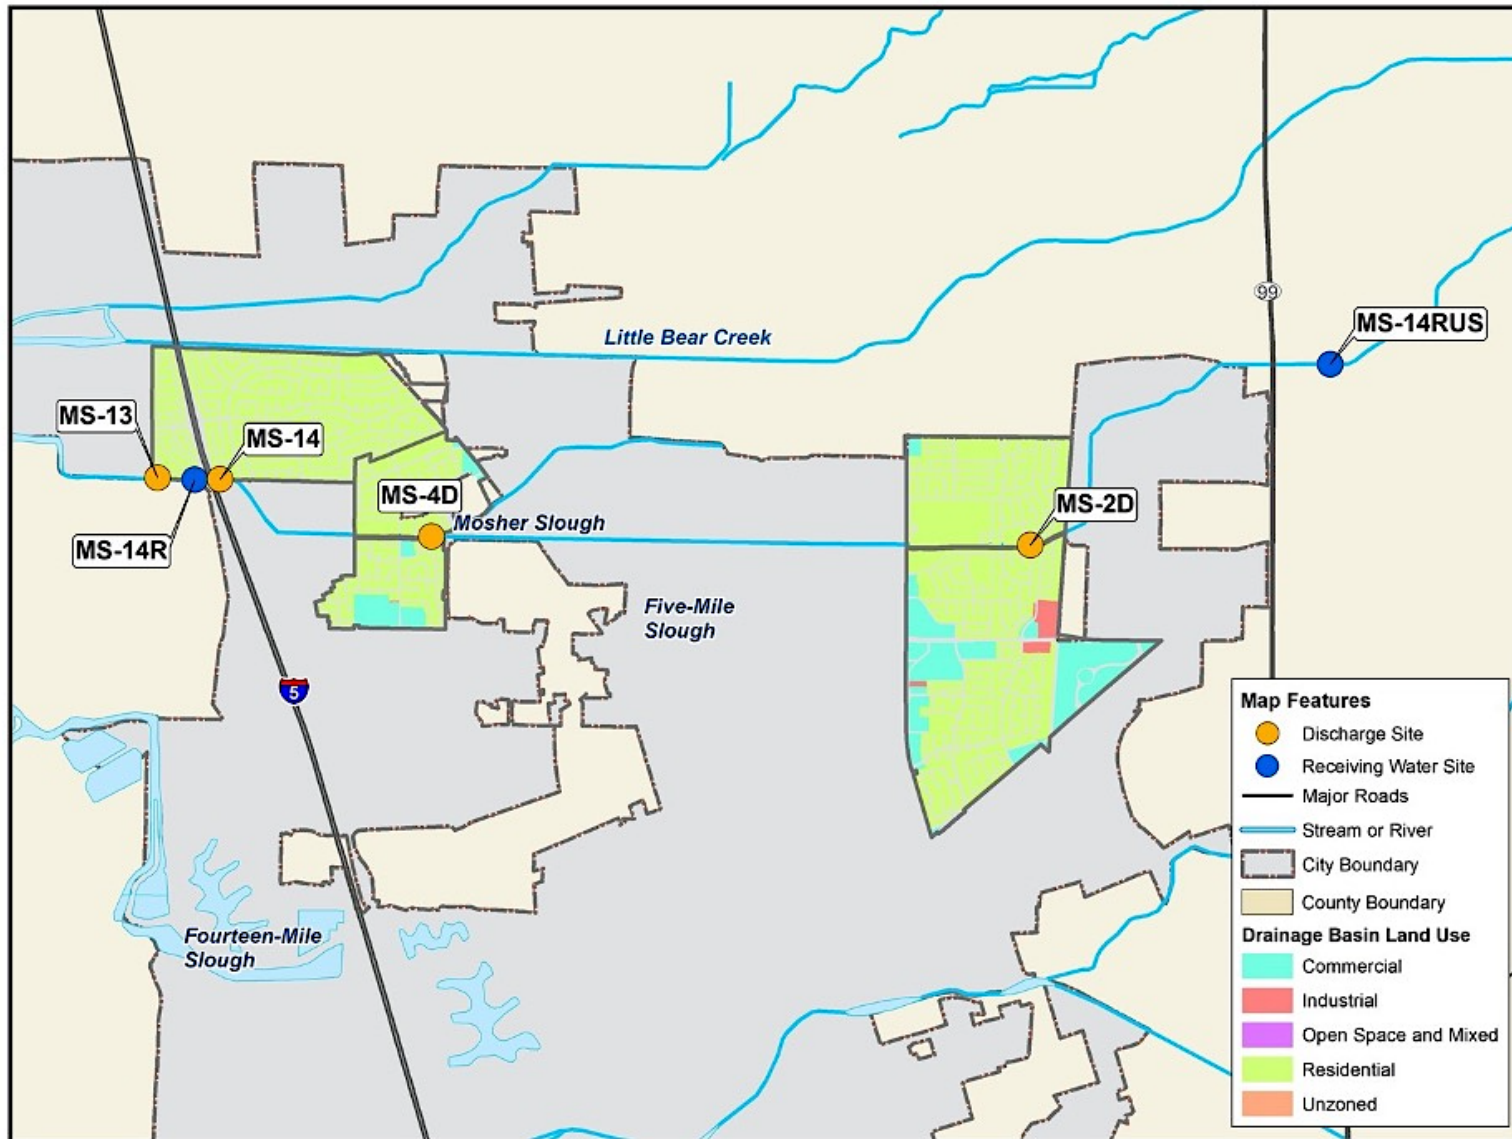 99
MS-14RUS
Little Bear Creek
MS-13
MS-14
MS-4D
MS-2D
Mosher Slough
MS-14R
Five-Mile
Slough
5
Fourteen-Mile
Slough
Map Features
Discharge Site
Receiving Water Site
Major Roads
Stream or River
City Boundary
County Boundary
Drainage Basin Land Use
Commercial
Industrial
Open Space and Mixed
Residential
Unzoned